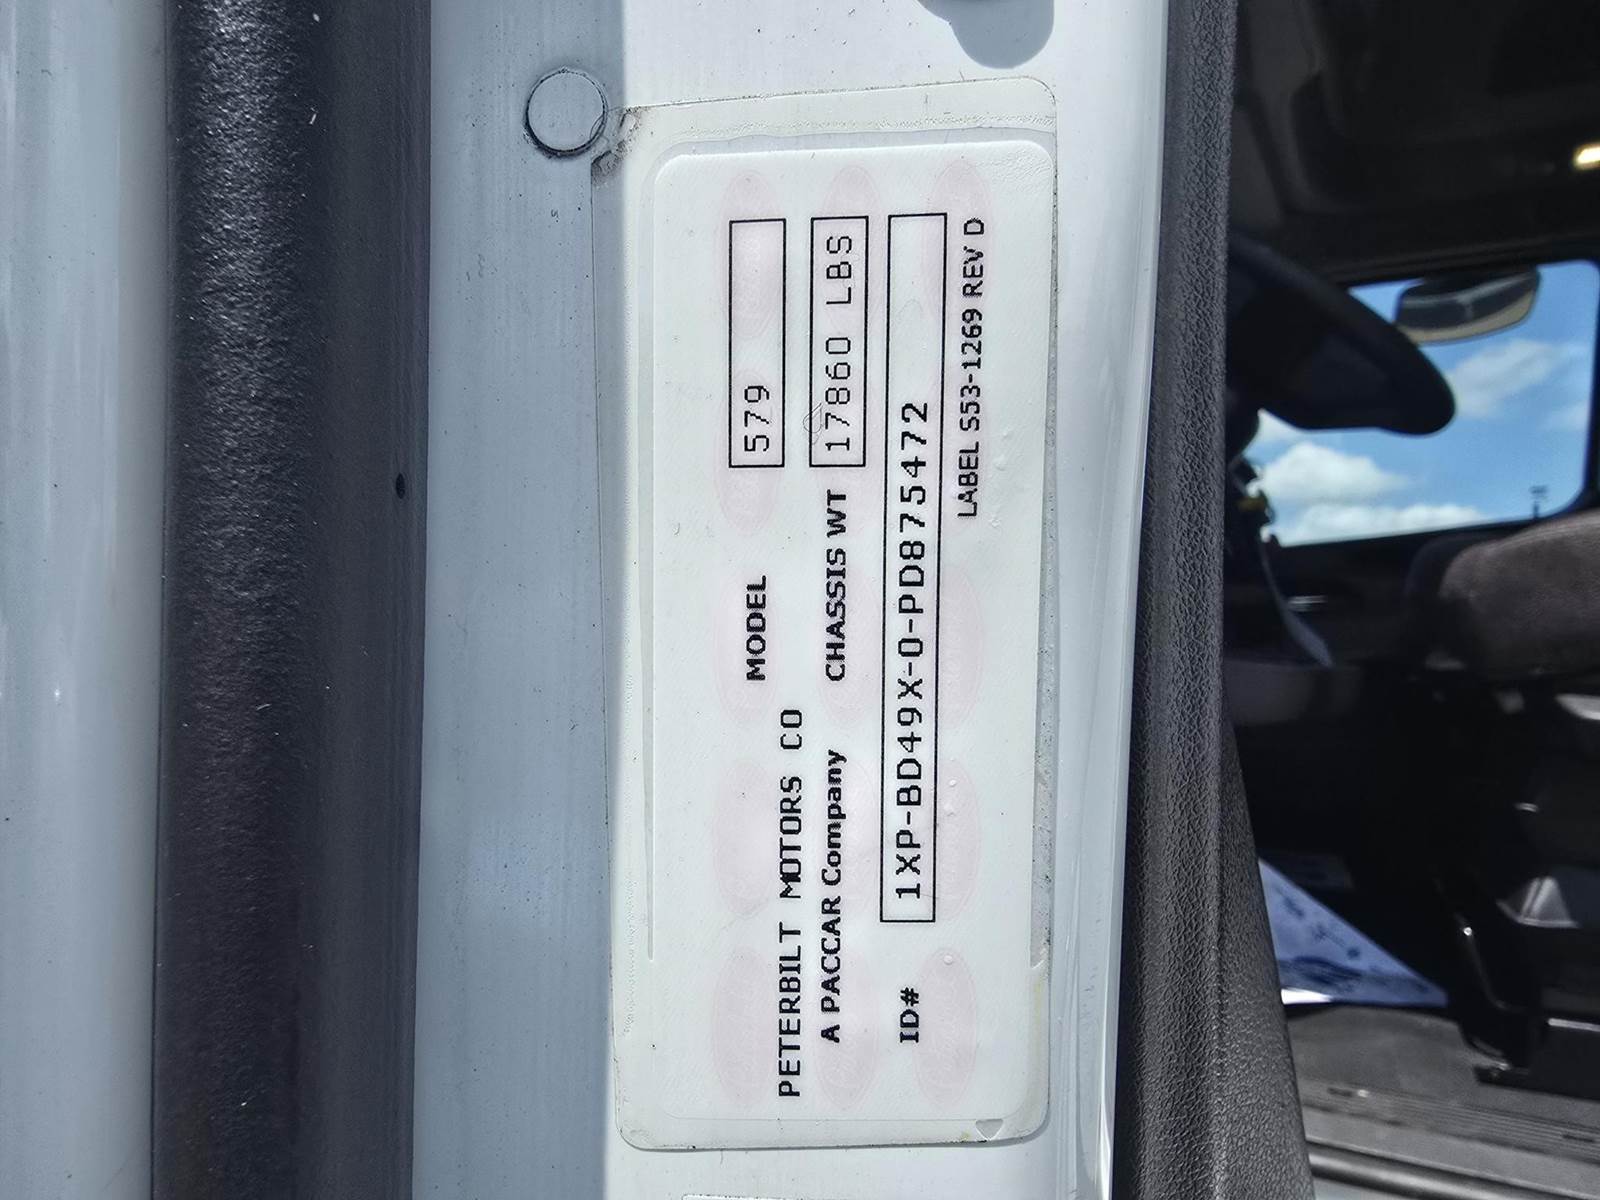 MODEL 579
PETERBILT MOTORS CO
A PACCAR Company CHASSIS WT 17860 LBS
ID# 1XP-BD49X-0-PD875472
LABEL S53-1269 REV D